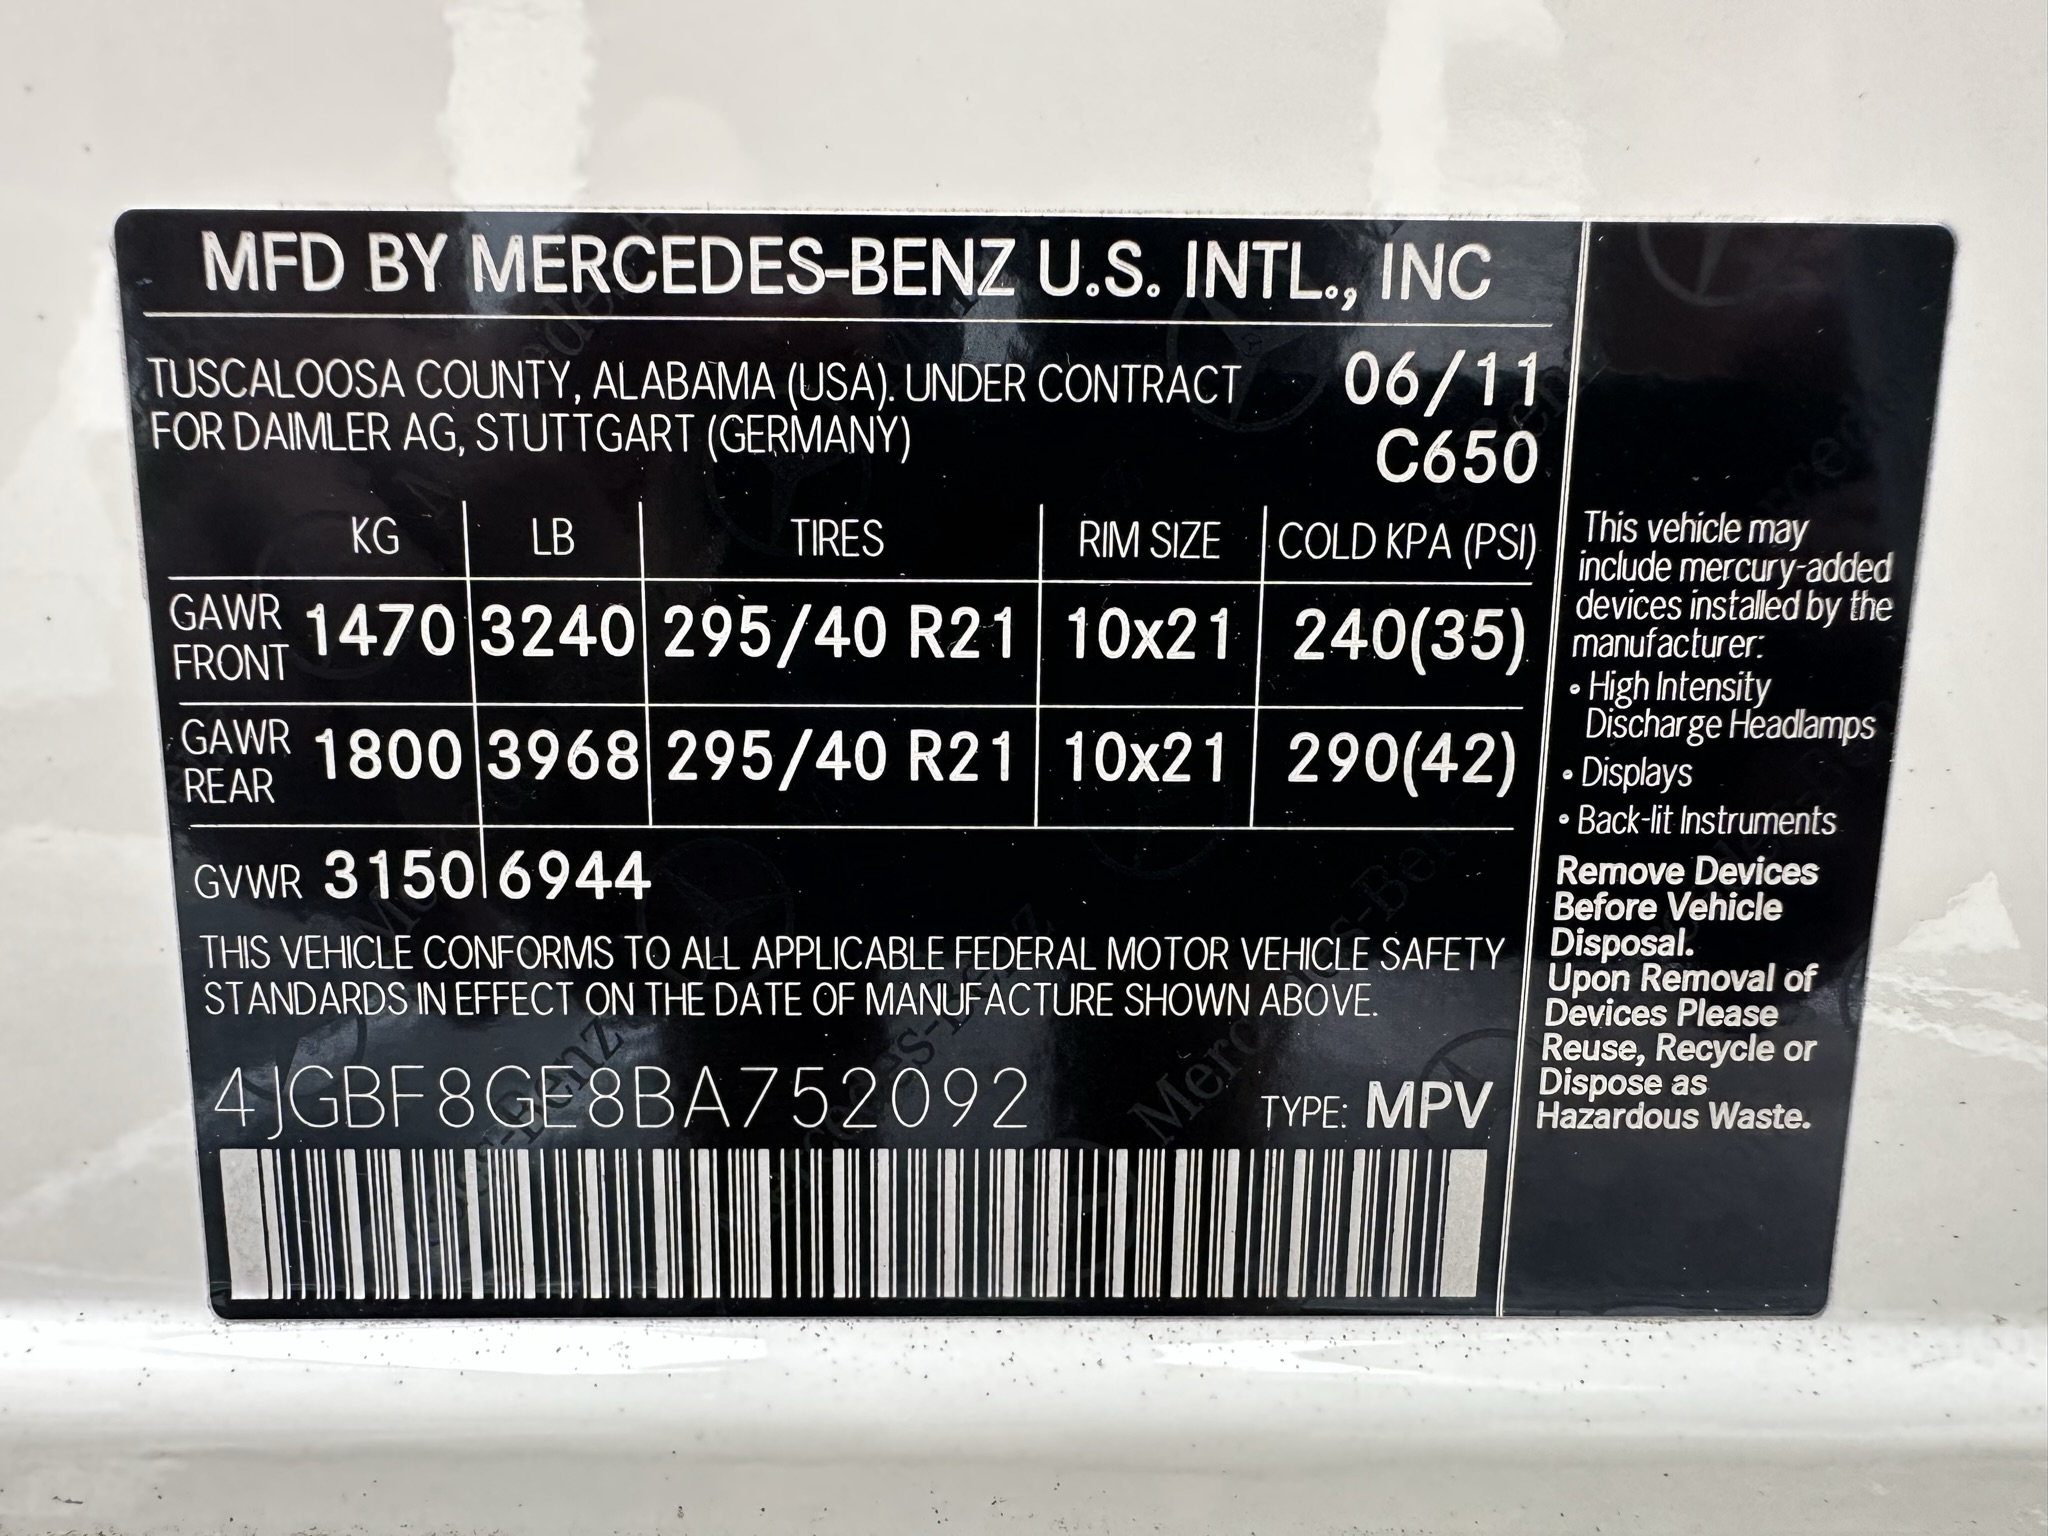 MFD BY MERCEDES-BENZ U.S. INTL., INC
TUSCALOOSA COUNTY, ALABAMA (USA). UNDER CONTRACT
FOR DAIMLER AG, STUTTGART (GERMANY)
06/11
C650
KG LB TIRES RIM SIZE COLD KPA (PSI)
GAWR FRONT 1470 3240 295/40 R21 10x21 240(35)
GAWR REAR 1800 3968 295/40 R21 10x21 290(42)
GVWR 3150 6944
THIS VEHICLE CONFORMS TO ALL APPLICABLE FEDERAL MOTOR VEHICLE SAFETY
STANDARDS IN EFFECT ON THE DATE OF MANUFACTURE SHOWN ABOVE.
4JGBF8GE8BA752092
TYPE: MPV
This vehicle may
include mercury-added
devices installed by the
manufacturer:
• High Intensity
Discharge Headlamps
• Displays
• Back-lit Instruments
Remove Devices
Before Vehicle
Disposal.
Upon Removal of
Devices Please
Reuse, Recycle or
Dispose as
Hazardous Waste.